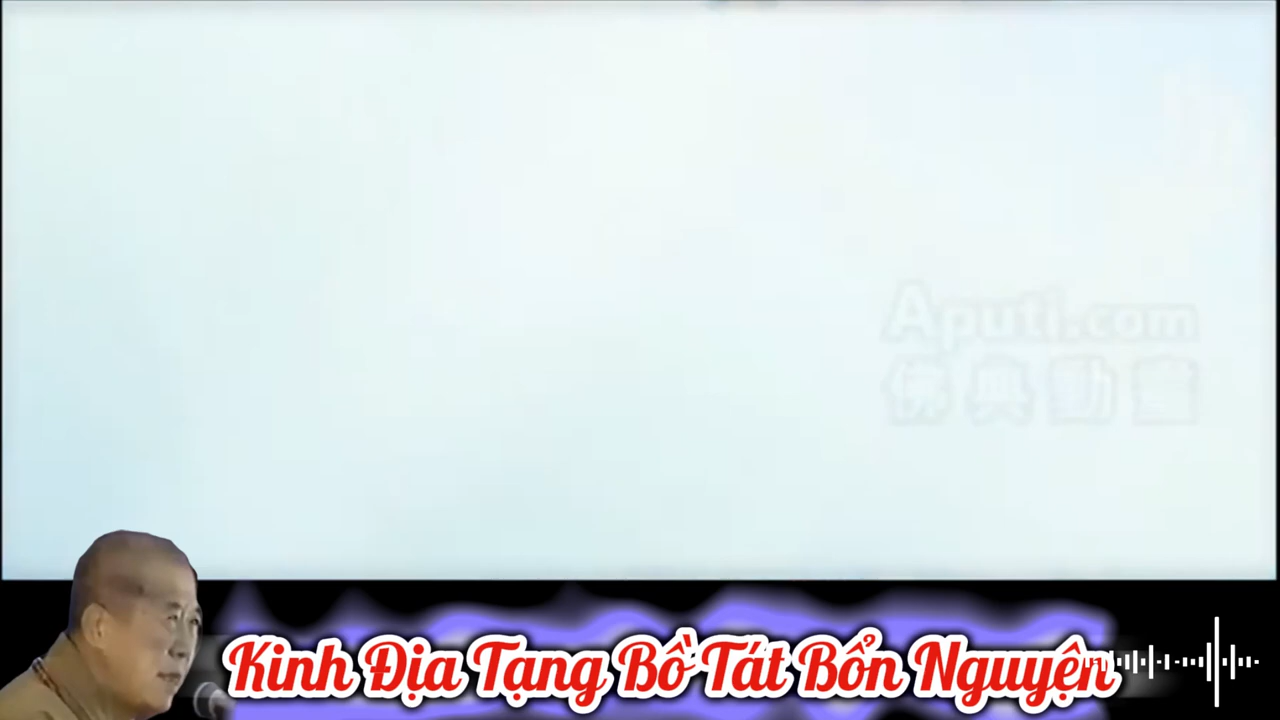 Aputi.com
佛典動畫
Kinh Địa Tạng Bồ Tát Bổn Nguyện